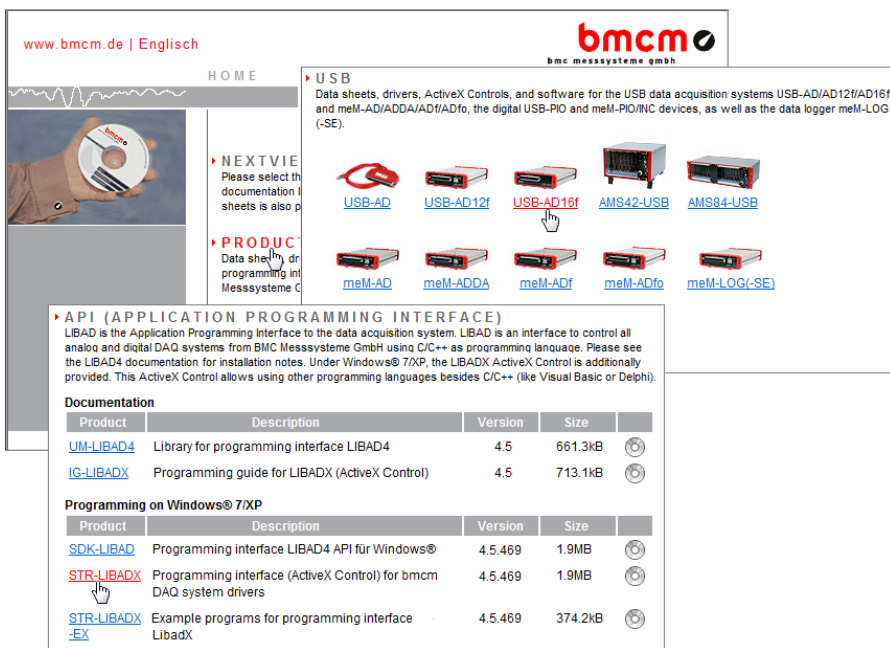 www.bmcm.de | Englisch
bmcm
bmc messsysteme gmbh
HOME
bmcm
NEXTVIE
Please select th
documentation
sheets is also p
PRODUC
Data
programming
Messsysteme
USB
Data sheets, drivers, ActiveX Controls, and software for the USB data acquisition systems USB-AD/AD12f/AD16f
and meM-AD/ADDA/ADf/ADfo, the digital USB-PIO and meM-PIO/INC devices, as well as the data logger meM-LOG
(-SE).
USB-AD USB-AD12f USB-AD16f AMS42-USB AMS84-USB
meM-AD meM-ADDA meM-ADf meM-ADfo meM-LOG(-SE)
API (APPLICATION PROGRAMMING INTERFACE)
LIBAD is the Application Programming Interface to the data acquisition system. LIBAD is an interface to control all
analog and digital DAQ systems from BMC Messsysteme GmbH using C/C++ as programming language. Please see
the LIBAD4 documentation for installation notes. Under Windows® 7/XP, the LIBADX ActiveX Control is additionally
provided. This ActiveX Control allows using other programming languages besides C/C++ (like Visual Basic or Delphi).
Documentation
Product Description Version Size
UM-LIBAD4 Library for programming interface LIBAD4 4.5 661.3kB
IG-LIBADX Programming guide for LIBADX (ActiveX Control) 4.5 713.1kB
Programming on Windows® 7/XP
Product Description Version Size
SDK-LIBAD Programming interface LIBAD4 API für Windows® 4.5.469 1.9MB
STR-LIBADX Programming interface (ActiveX Control) for bmcm 4.5.469 1.9MB
DAQ system drivers
STR-LIBADX Example programs for programming interface 4.5.469 374.2kB
-EX LibadX